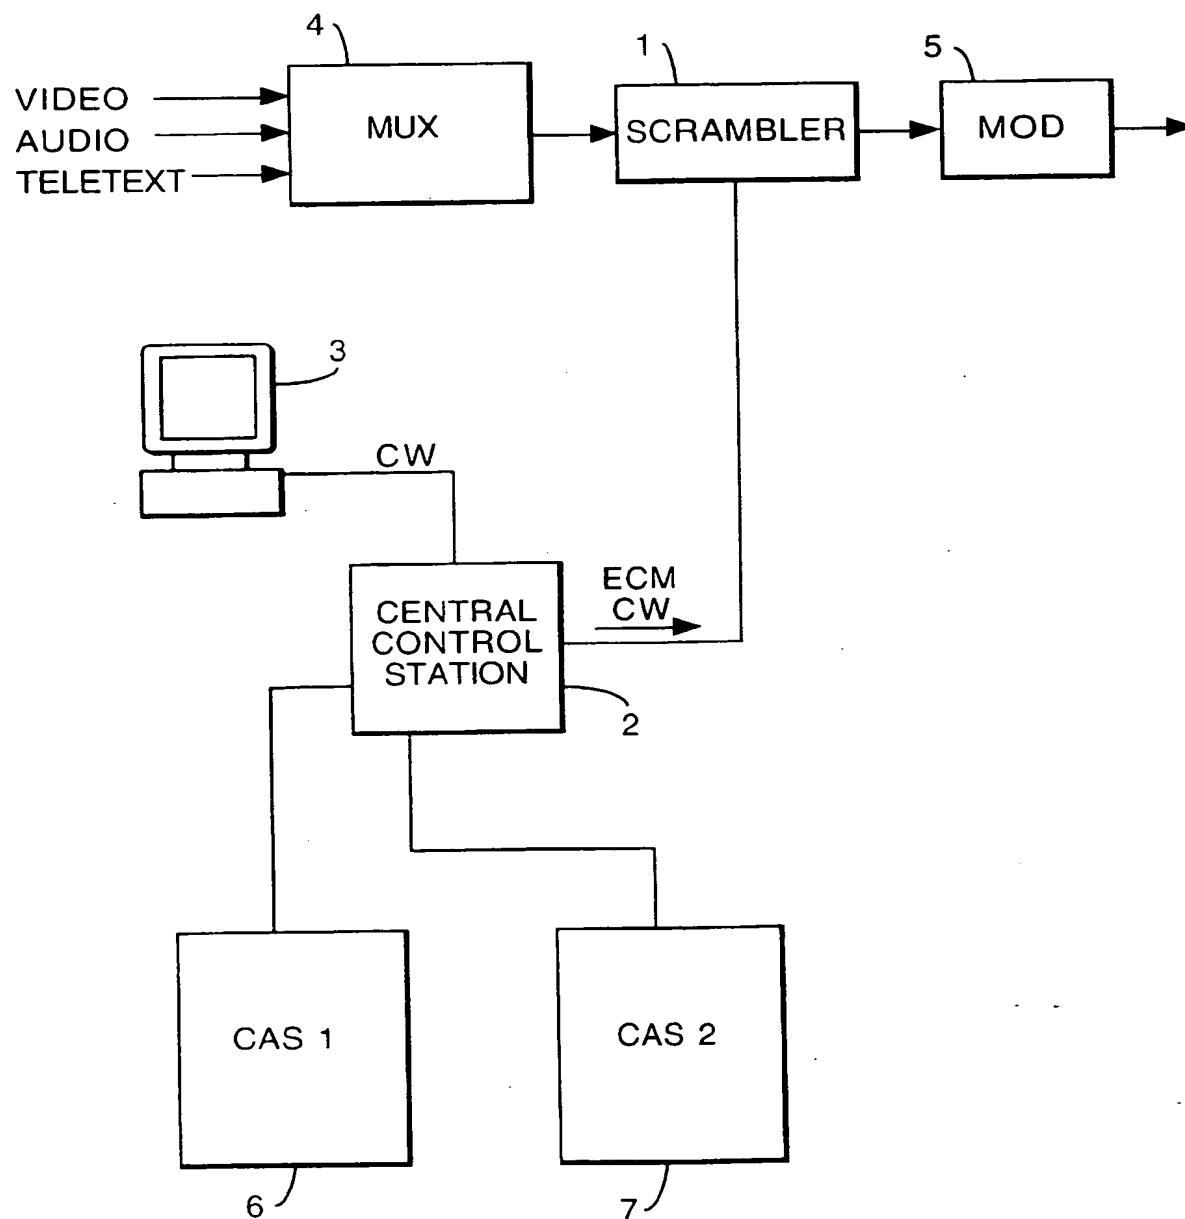 4
1
5
VIDEO
AUDIO
TELETEXT
MUX
SCRAMBLER
MOD
3
CW
ECM
CW
CENTRAL
CONTROL
STATION
2
CAS 1
CAS 2
6
7